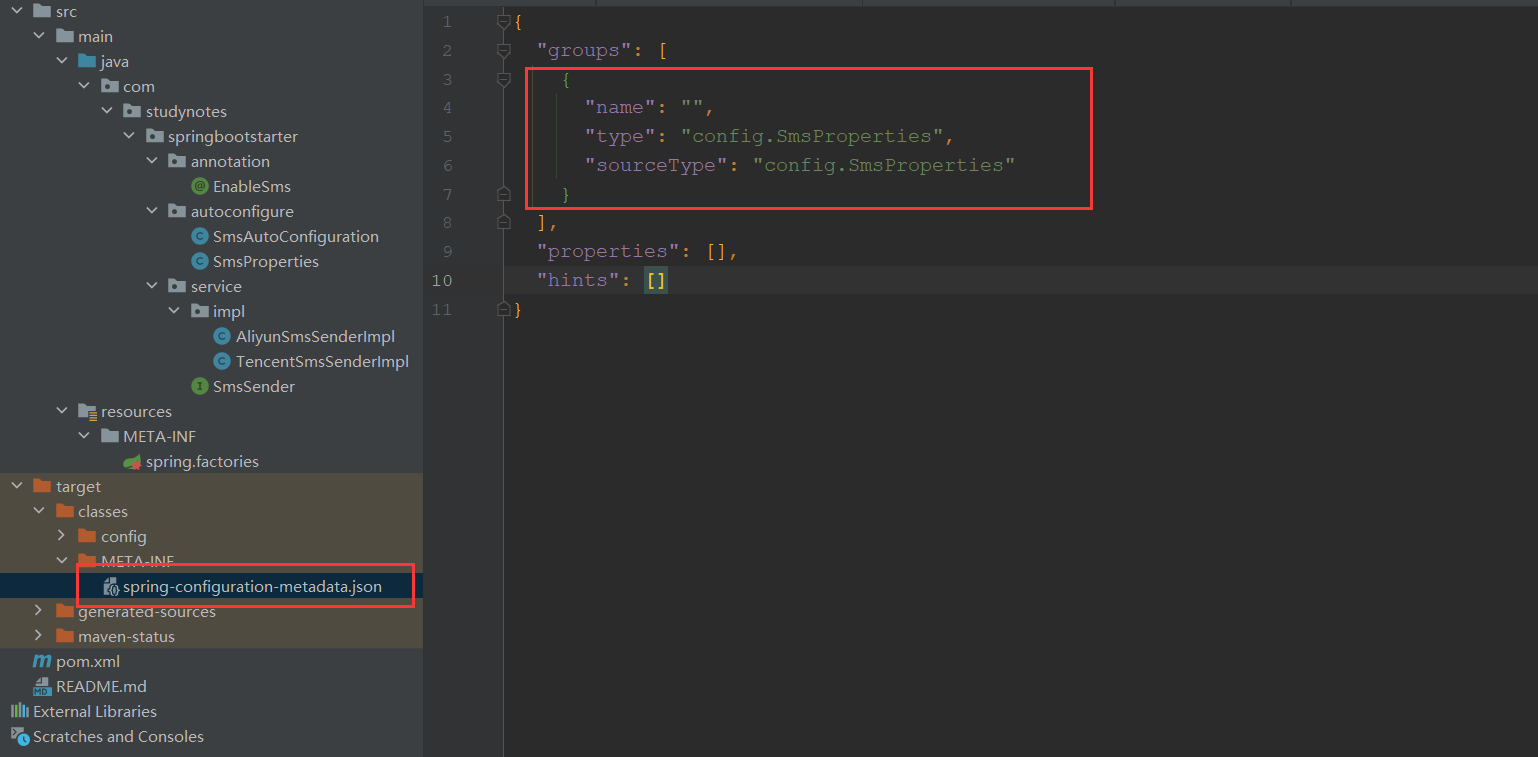 src
main
java
com
studynotes
springbootstarter
annotation
EnableSms
autoconfigure
SmsAutoConfiguration
SmsProperties
service
impl
AliyunSmsSenderImpl
TencentSmsSenderImpl
SmsSender
resources
META-INF
spring.factories
target
classes
config
META-INF
spring-configuration-metadata.json
generated-sources
maven-status
pom.xml
README.md
External Libraries
Scratches and Consoles
1 {
2 "groups": [
3 {
4 "name": "",
5 "type": "config.SmsProperties",
6 "sourceType": "config.SmsProperties"
7 }
8 ],
9 "properties": [],
10 "hints": []
11 }